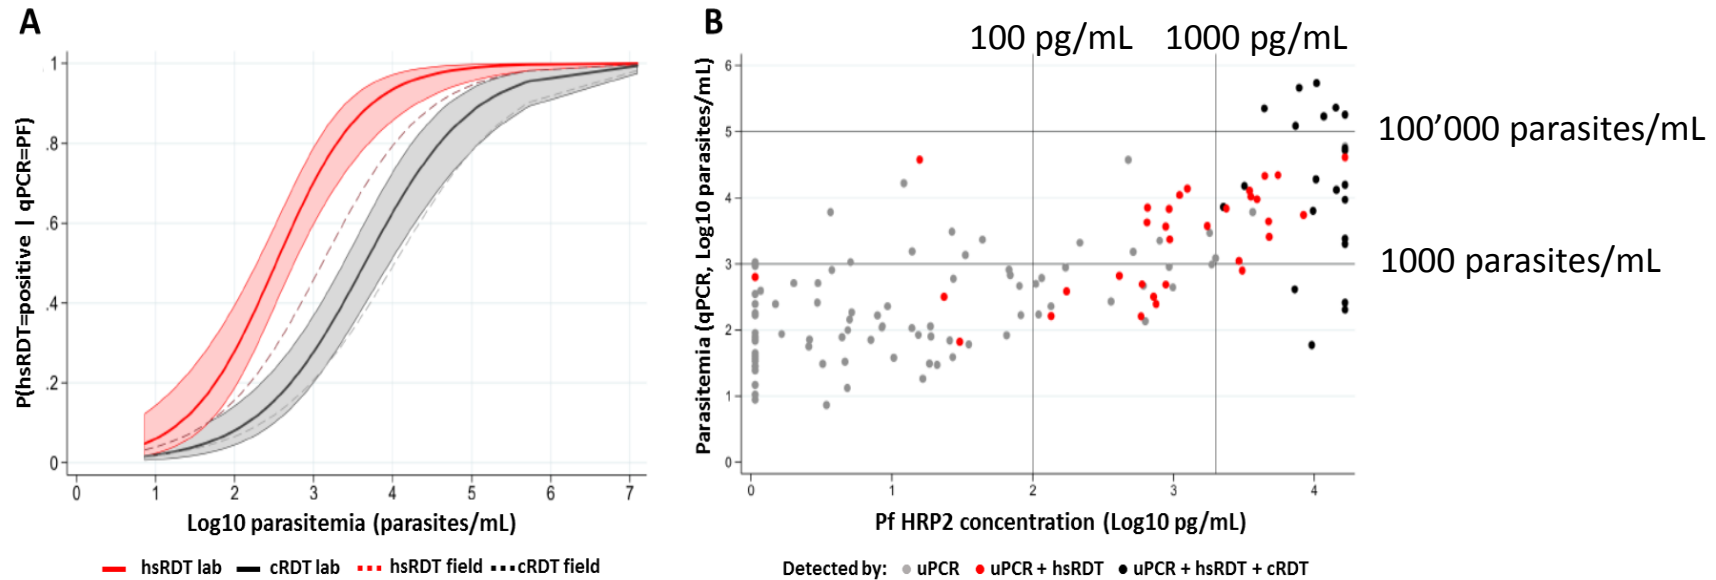 A
P(hsRDT=positive | qPCR=PF)
1
.8
.6
.4
.2
0
0 1 2 3 4 5 6 7
Log10 parasitemia (parasites/mL)
hsRDT lab cRDT lab hsRDT field cRDT field
B
100 pg/mL 1000 pg/mL
Parasitemia (qPCR, Log10 parasites/mL)
6
5
4
3
2
1
0
100’000 parasites/mL
1000 parasites/mL
0 1 2 3 4
Pf HRP2 concentration (Log10 pg/mL)
Detected by: uPCR uPCR + hsRDT uPCR + hsRDT + cRDT